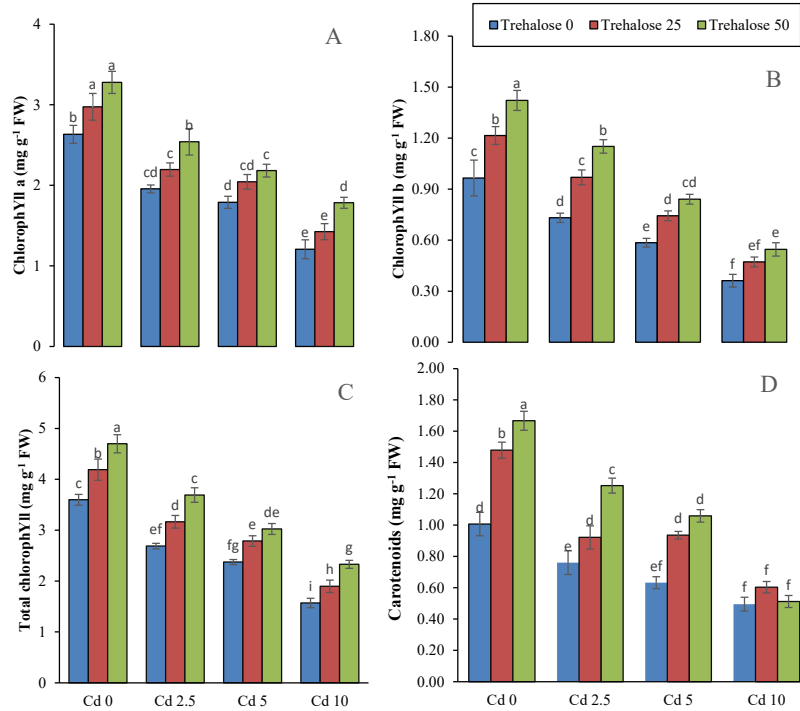 Trehalose 0 Trehalose 25 Trehalose 50
A
ChlorophYll a (mg g-1 FW)
4
3
2
1
0
b a a
cd c b
d cd c
e e d
B
ChlorophYll b (mg g-1 FW)
1.80
1.50
1.20
0.90
0.60
0.30
0.00
c b a
d c b
e d cd
f ef e
C
Total chlorophYll (mg g-1 FW)
6
5
4
3
2
1
0
c b a
ef d c
fg e de
i h g
Cd 0 Cd 2.5 Cd 5 Cd 10
D
Carotenoids (mg g-1 FW)
2.00
1.80
1.60
1.40
1.20
1.00
0.80
0.60
0.40
0.20
0.00
d b a
e d c
ef d d
f f f
Cd 0 Cd 2.5 Cd 5 Cd 10